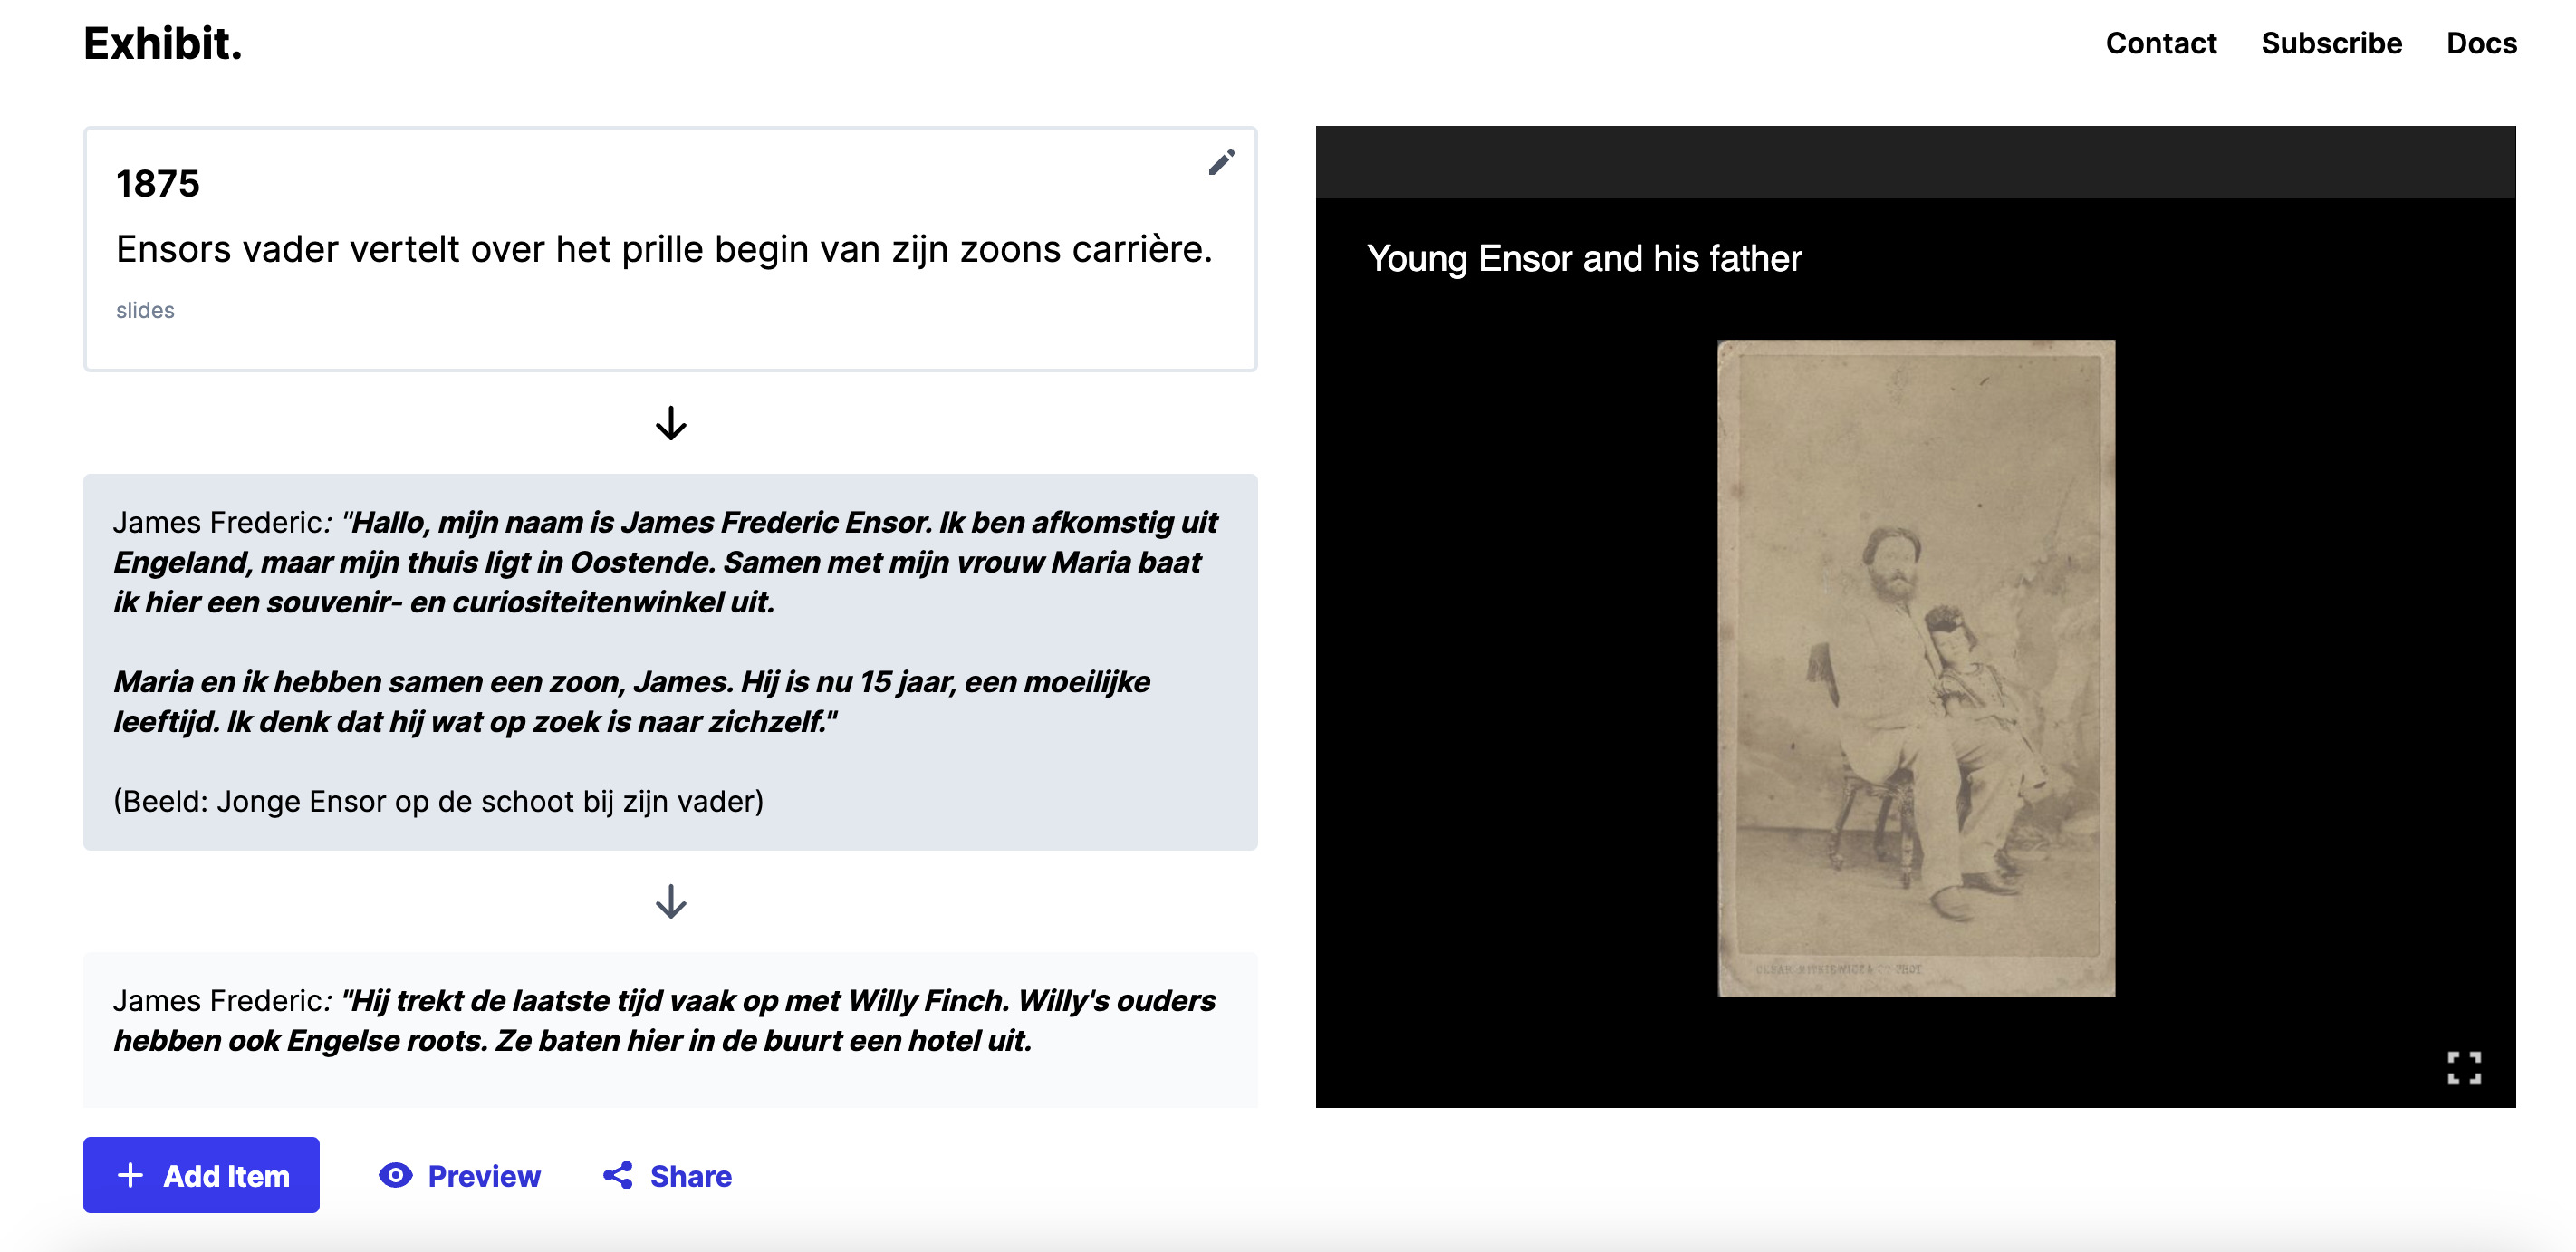 Exhibit.
Contact
Subscribe
Docs
1875
Ensors vader vertelt over het prille begin van zijn zoons carrière.
slides
James Frederic: "Hallo, mijn naam is James Frederic Ensor. Ik ben afkomstig uit
Engeland, maar mijn thuis ligt in Oostende. Samen met mijn vrouw Maria baat
ik hier een souvenir- en curiositeitenwinkel uit.
Maria en ik hebben samen een zoon, James. Hij is nu 15 jaar, een moeilijke
leeftijd. Ik denk dat hij wat op zoek is naar zichzelf."
(Beeld: Jonge Ensor op de schoot bij zijn vader)
James Frederic: "Hij trekt de laatste tijd vaak op met Willy Finch. Willy's ouders
hebben ook Engelse roots. Ze baten hier in de buurt een hotel uit.
Add Item
Preview
Share
Young Ensor and his father